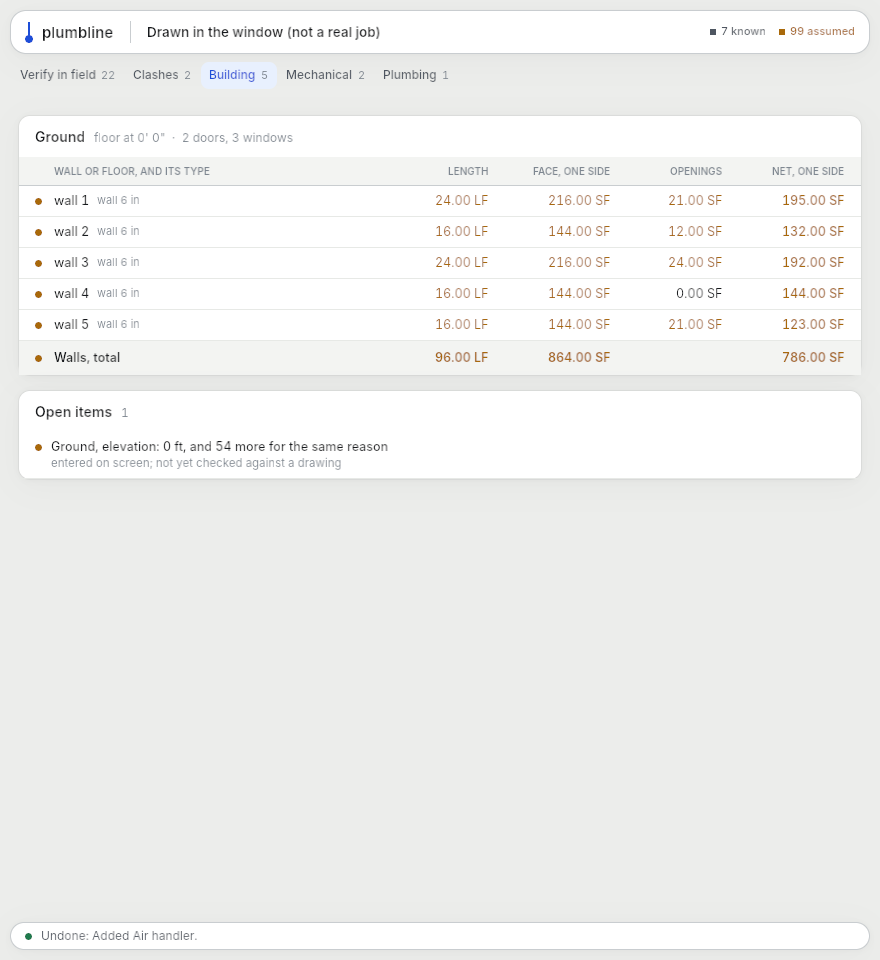 plumbline Drawn in the window (not a real job) 7 known 99 assumed
Verify in field 22 Clashes 2 Building 5 Mechanical 2 Plumbing 1
Ground floor at 0' 0" · 2 doors, 3 windows
WALL OR FLOOR, AND ITS TYPE LENGTH FACE, ONE SIDE OPENINGS NET, ONE SIDE
wall 1 wall 6 in 24.00 LF 216.00 SF 21.00 SF 195.00 SF
wall 2 wall 6 in 16.00 LF 144.00 SF 12.00 SF 132.00 SF
wall 3 wall 6 in 24.00 LF 216.00 SF 24.00 SF 192.00 SF
wall 4 wall 6 in 16.00 LF 144.00 SF 0.00 SF 144.00 SF
wall 5 wall 6 in 16.00 LF 144.00 SF 21.00 SF 123.00 SF
Walls, total 96.00 LF 864.00 SF 786.00 SF
Open items 1
Ground, elevation: 0 ft, and 54 more for the same reason
entered on screen; not yet checked against a drawing
Undone: Added Air handler.